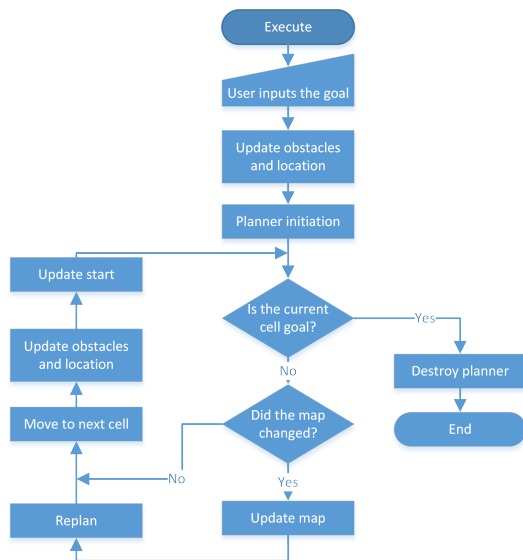 Execute
User inputs the goal
Update obstacles
and location
Planner initiation
Update start
Is the current
cell goal?
Yes
Update obstacles
and location
No
Destroy planner
Move to next cell
Did the map
changed?
End
No
Yes
Replan
Update map